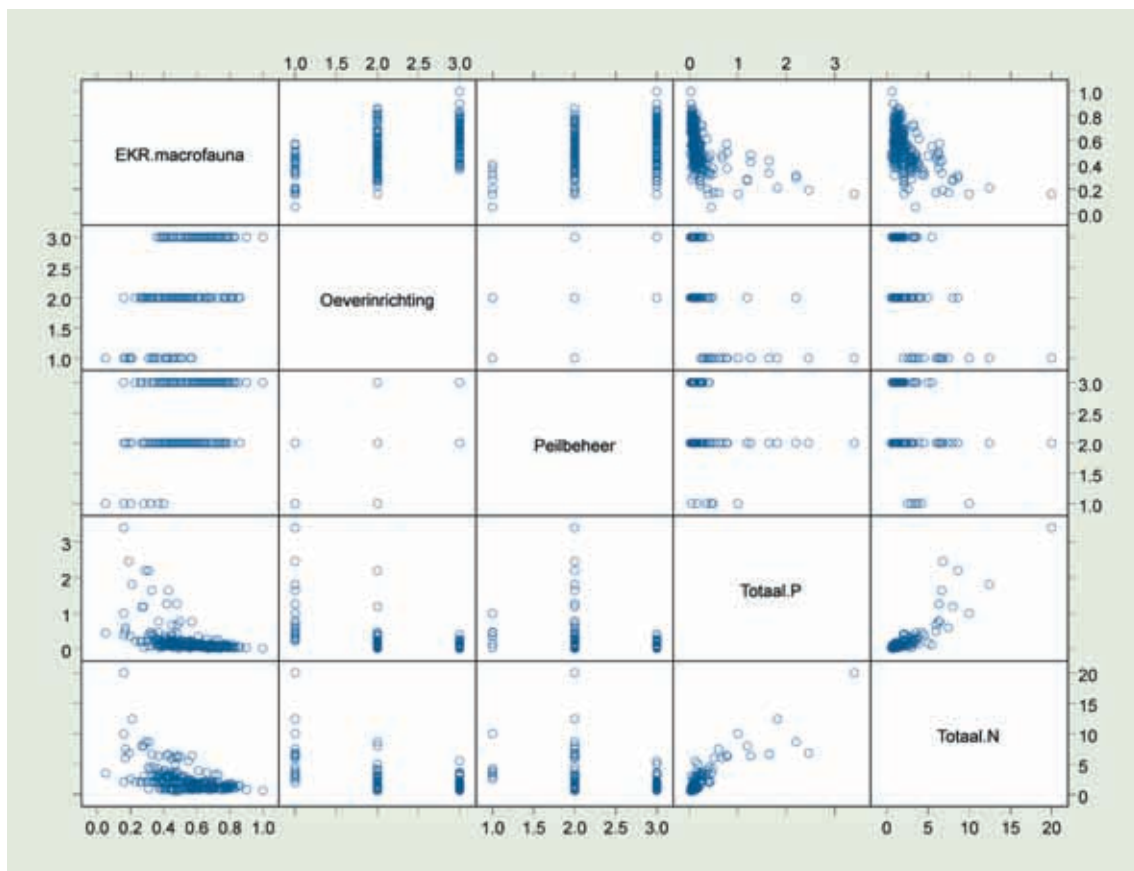 1.0 1.5 2.0 2.5 3.0 0 1 2 3
EKR.macrofauna 1.0 0.8 0.6 0.4 0.2 0.0
3.0 2.5 2.0 1.5 1.0 Oeverinrichting
Peilbeheer 3.0 2.5 2.0 1.5 1.0
3 2 1 0 Totaal.P
Totaal.N 20 15 10 5 0
0.0 0.2 0.4 0.6 0.8 1.0 1.0 1.5 2.0 2.5 3.0 0 5 10 15 20